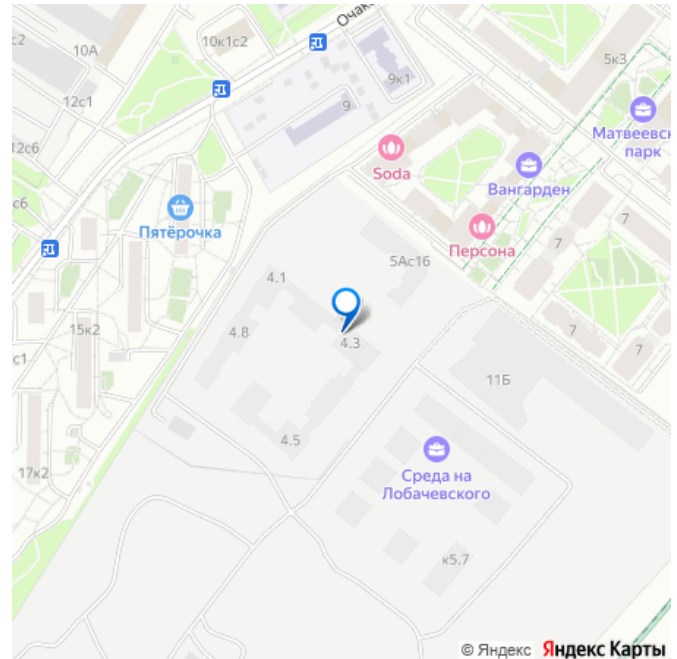 с2
10А
10к1с2
Очак
5к3
12с1
9к1
9
Матвеевск
парк
12с6
Soda
Вангарден
с6
Пятёрочка
Персона
7
7
5Ас16
4.1
15к2
4.8
4.3
7
7
с1
11Б
4.5
Среда на
Лобачевского
17к2
к5.7
© Яндекс Яндекс Карты